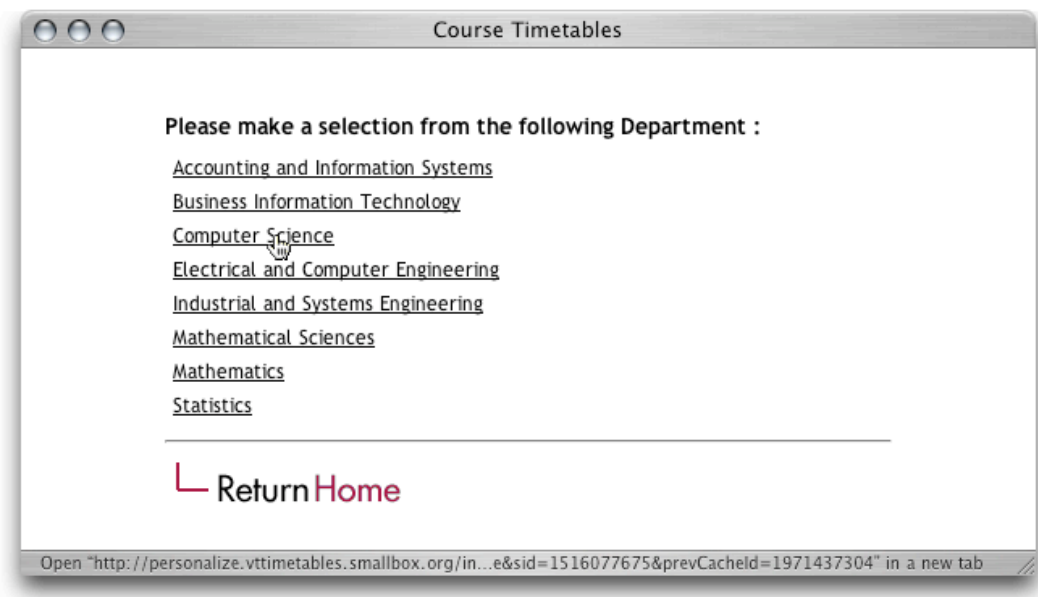 Course Timetables
Please make a selection from the following Department :
Accounting and Information Systems
Business Information Technology
Computer Science
Electrical and Computer Engineering
Industrial and Systems Engineering
Mathematical Sciences
Mathematics
Statistics
Return Home
Open "http://personalize.vttimetables.smallbox.org/in...e&sid=1516077675&prevCacheId=1971437304" in a new tab